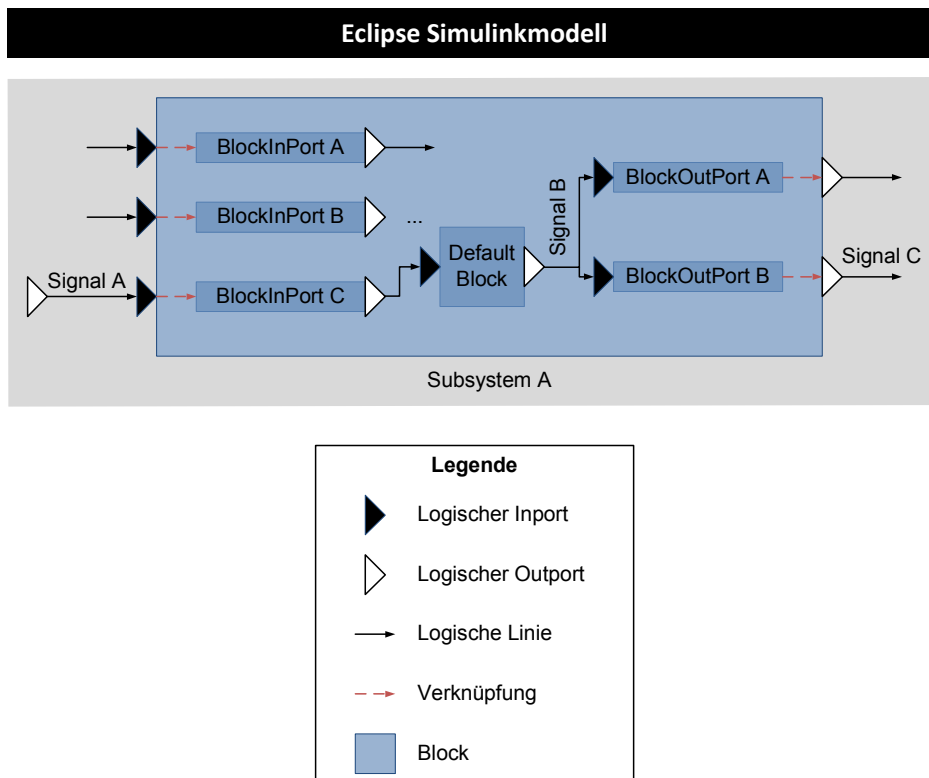 Eclipse Simulinkmodell
BlockInPort A
BlockInPort B
...
Signal A
BlockInPort C
Default
Block
Signal B
BlockOutPort A
BlockOutPort B
Signal C
Subsystem A
Legende
Logischer Inport
Logischer Outport
Logische Linie
Verknüpfung
Block